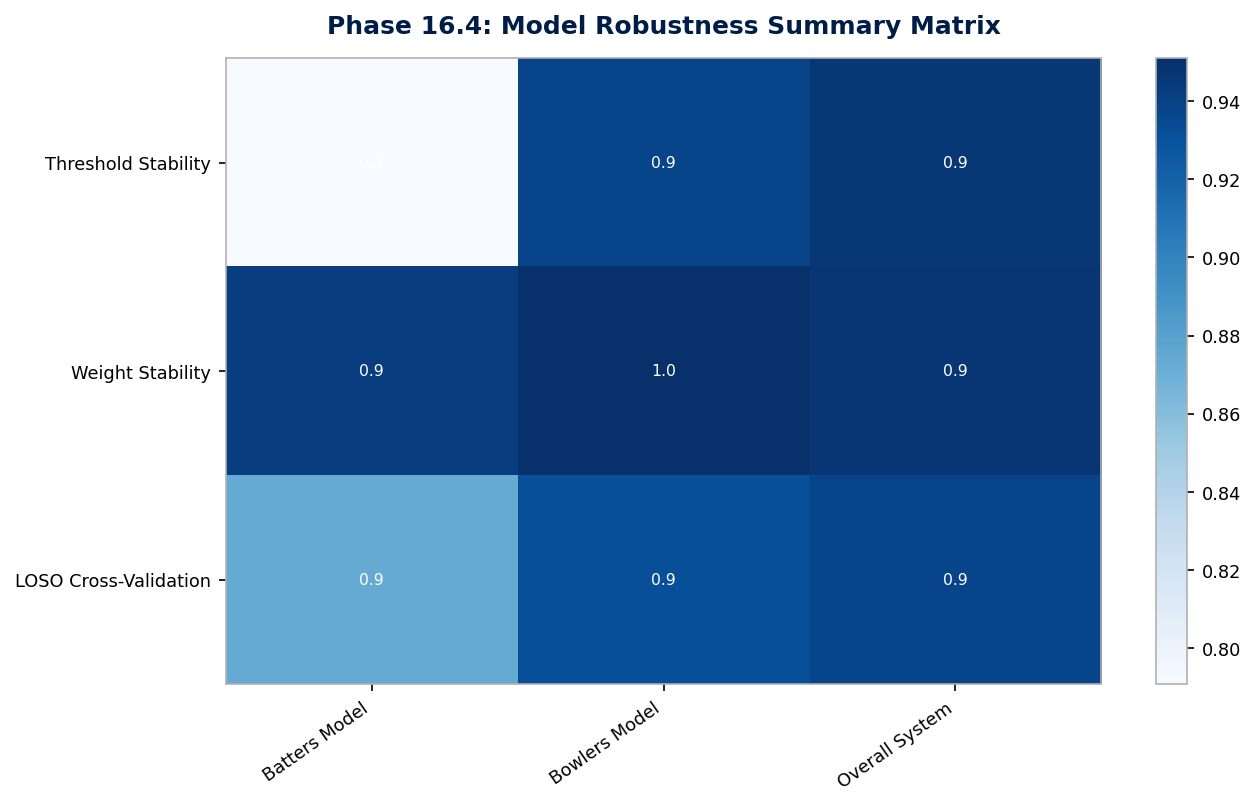 Phase 16.4: Model Robustness Summary Matrix
Threshold Stability
0.8
0.9
0.9
0.94
0.92
0.90
0.88
0.86
0.84
0.82
0.80
Weight Stability
0.9
1.0
0.9
LOSO Cross-Validation
0.9
0.9
0.9
Batters Model
Bowlers Model
Overall System